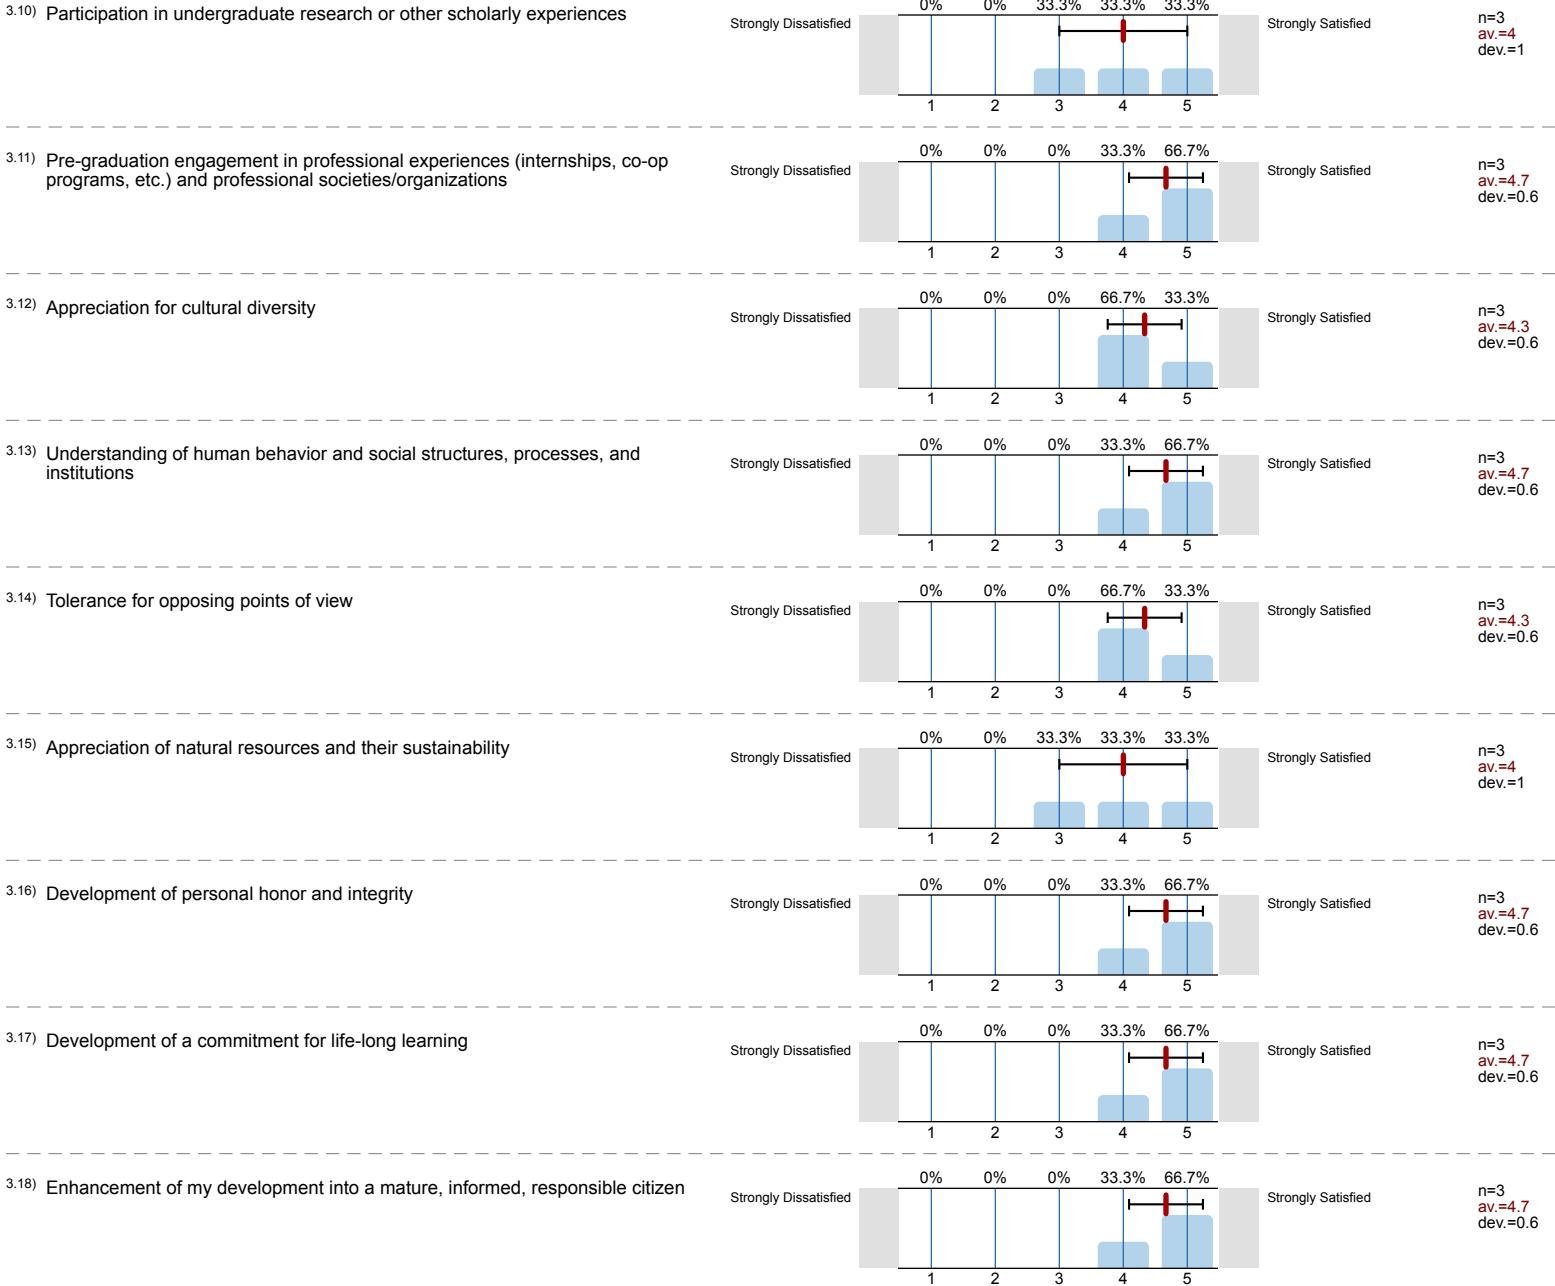 3.10) Participation in undergraduate research or other scholarly experiences
Strongly Dissatisfied
0% 0% 33.3% 33.3% 33.3%
Strongly Satisfied
n=3
av.=4
dev.=1
1 2 3 4 5
3.11) Pre-graduation engagement in professional experiences (internships, co-op
programs, etc.) and professional societies/organizations
Strongly Dissatisfied
0% 0% 0% 33.3% 66.7%
Strongly Satisfied
n=3
av.=4.7
dev.=0.6
1 2 3 4 5
3.12) Appreciation for cultural diversity
Strongly Dissatisfied
0% 0% 0% 66.7% 33.3%
Strongly Satisfied
n=3
av.=4.3
dev.=0.6
1 2 3 4 5
3.13) Understanding of human behavior and social structures, processes, and
institutions
Strongly Dissatisfied
0% 0% 0% 33.3% 66.7%
Strongly Satisfied
n=3
av.=4.7
dev.=0.6
1 2 3 4 5
3.14) Tolerance for opposing points of view
Strongly Dissatisfied
0% 0% 0% 66.7% 33.3%
Strongly Satisfied
n=3
av.=4.3
dev.=0.6
1 2 3 4 5
3.15) Appreciation of natural resources and their sustainability
Strongly Dissatisfied
0% 0% 33.3% 33.3% 33.3%
Strongly Satisfied
n=3
av.=4
dev.=1
1 2 3 4 5
3.16) Development of personal honor and integrity
Strongly Dissatisfied
0% 0% 0% 33.3% 66.7%
Strongly Satisfied
n=3
av.=4.7
dev.=0.6
1 2 3 4 5
3.17) Development of a commitment for life-long learning
Strongly Dissatisfied
0% 0% 0% 33.3% 66.7%
Strongly Satisfied
n=3
av.=4.7
dev.=0.6
1 2 3 4 5
3.18) Enhancement of my development into a mature, informed, responsible citizen
Strongly Dissatisfied
0% 0% 0% 33.3% 66.7%
Strongly Satisfied
n=3
av.=4.7
dev.=0.6
1 2 3 4 5